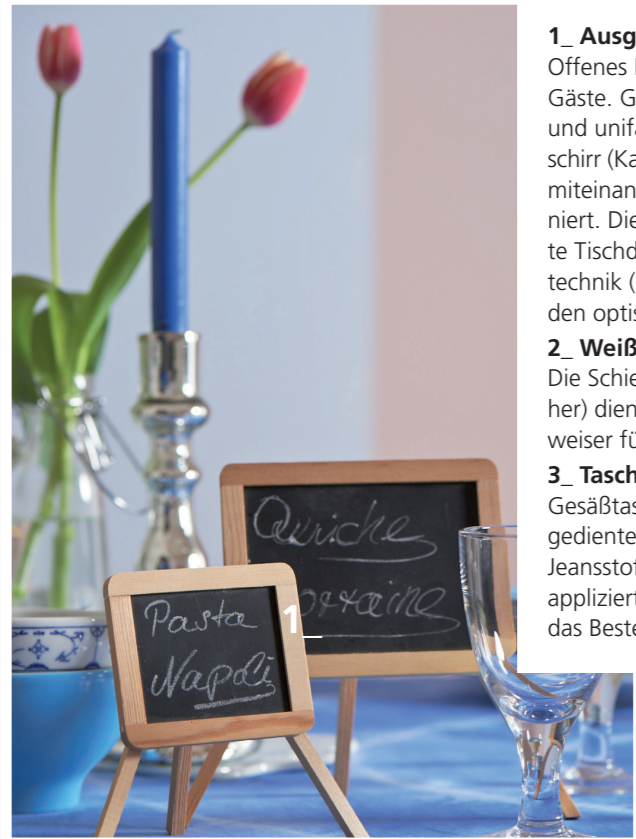 Quiche
orraine
Pasta
Napoli
1_
1_ Ausg
Offenes
Gäste. G
und unifa
schirr (Ka
miteinan
niert. Die
te Tischd
technik (
den optis
2_ Weiß
Die Schie
her) dien
weiser fü
3_ Tasch
Gesäßtas
gediente
Jeansstof
appliziert
das Beste